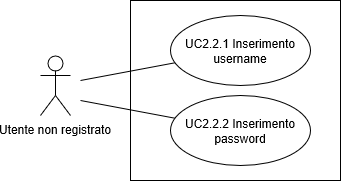 UC2.2.1 Inserimento
username
UC2.2.2 Inserimento
password
Utente non registrato